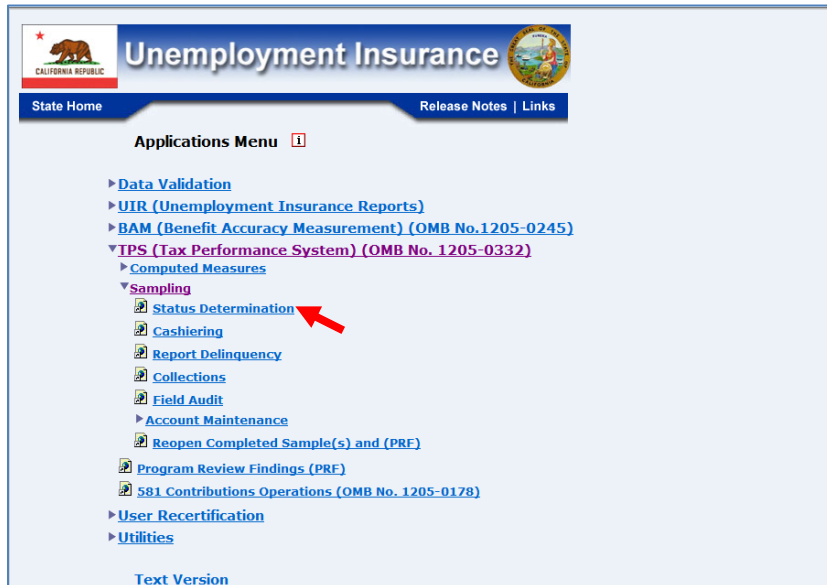 CALIFORNIA REPUBLIC
Unemployment Insurance
State Home
Release Notes | Links
Applications Menu
Data Validation
UIR (Unemployment Insurance Reports)
BAM (Benefit Accuracy Measurement) (OMB No.1205-0245)
TPS (Tax Performance System) (OMB No. 1205-0332)
Computed Measures
Sampling
Status Determination
Cashiering
Report Delinquency
Collections
Field Audit
Account Maintenance
Reopen Completed Sample(s) and (PRF)
Program Review Findings (PRF)
581 Contributions Operations (OMB No. 1205-0178)
User Recertification
Utilities
Text Version